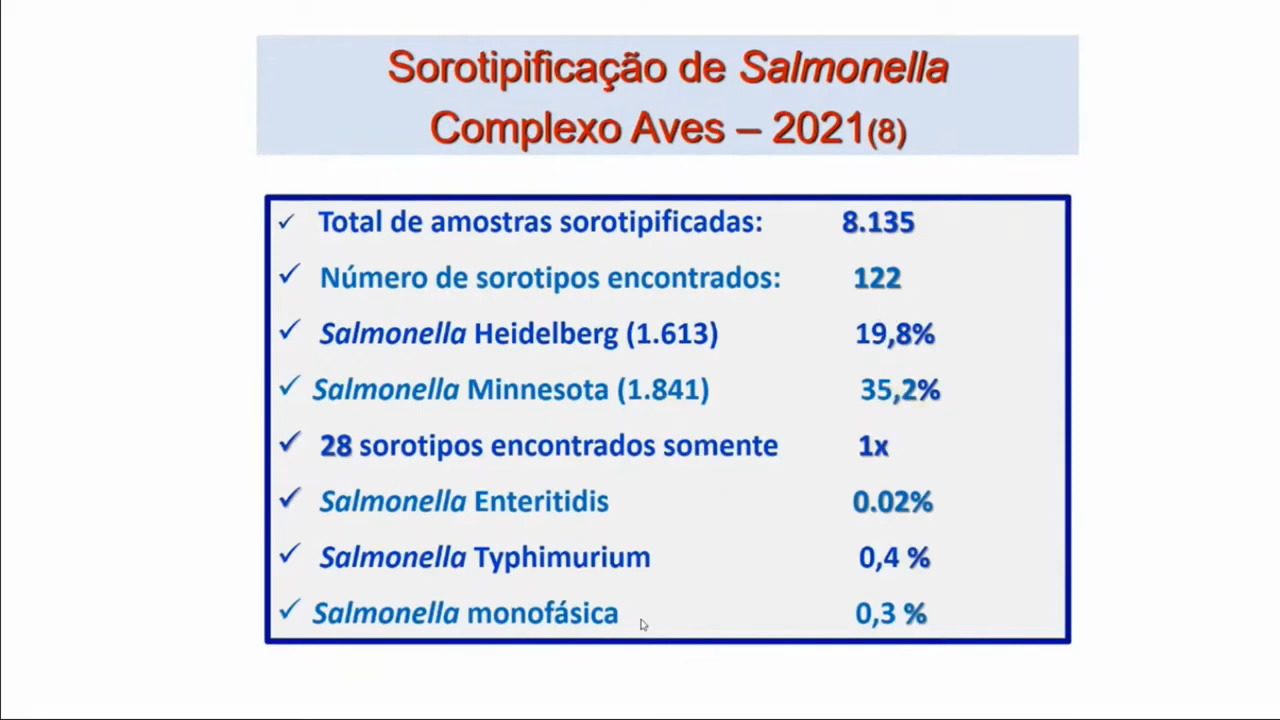 Sorotipificação de Salmonella
Complexo Aves – 2021(8)
✓ Total de amostras sorotipificadas: 8.135
✓ Número de sorotipos encontrados: 122
✓ Salmonella Heidelberg (1.613) 19,8%
✓ Salmonella Minnesota (1.841) 35,2%
✓ 28 sorotipos encontrados somente 1x
✓ Salmonella Enteritidis 0.02%
✓ Salmonella Typhimurium 0,4 %
✓ Salmonella monofásica 0,3 %